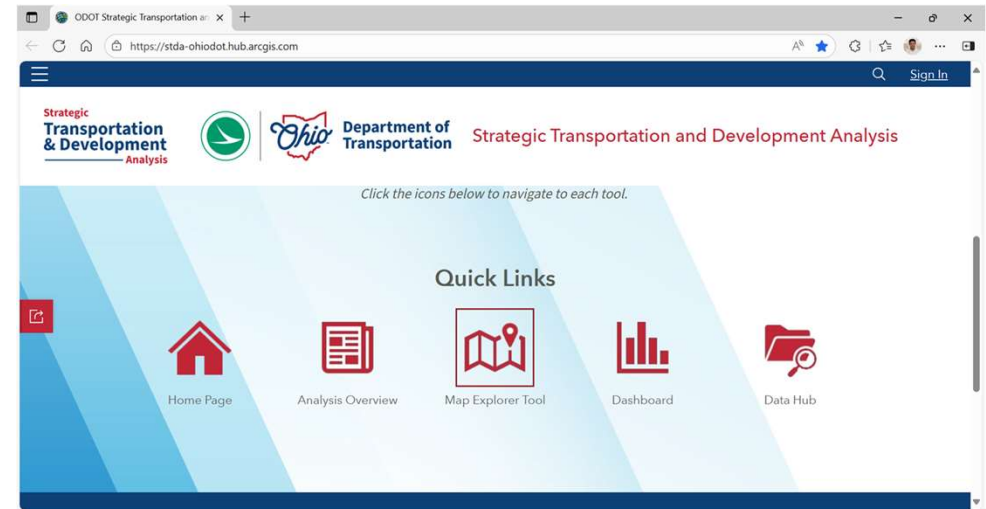 ODOT Strategic Transportation an
https://stda-ohiodot.hub.arcgis.com
Sign In
Strategic
Transportation
& Development
Analysis
Ohio
Department of
Transportation
Strategic Transportation and Development Analysis
Click the icons below to navigate to each tool.
Quick Links
Home Page
Analysis Overview
Map Explorer Tool
Dashboard
Data Hub